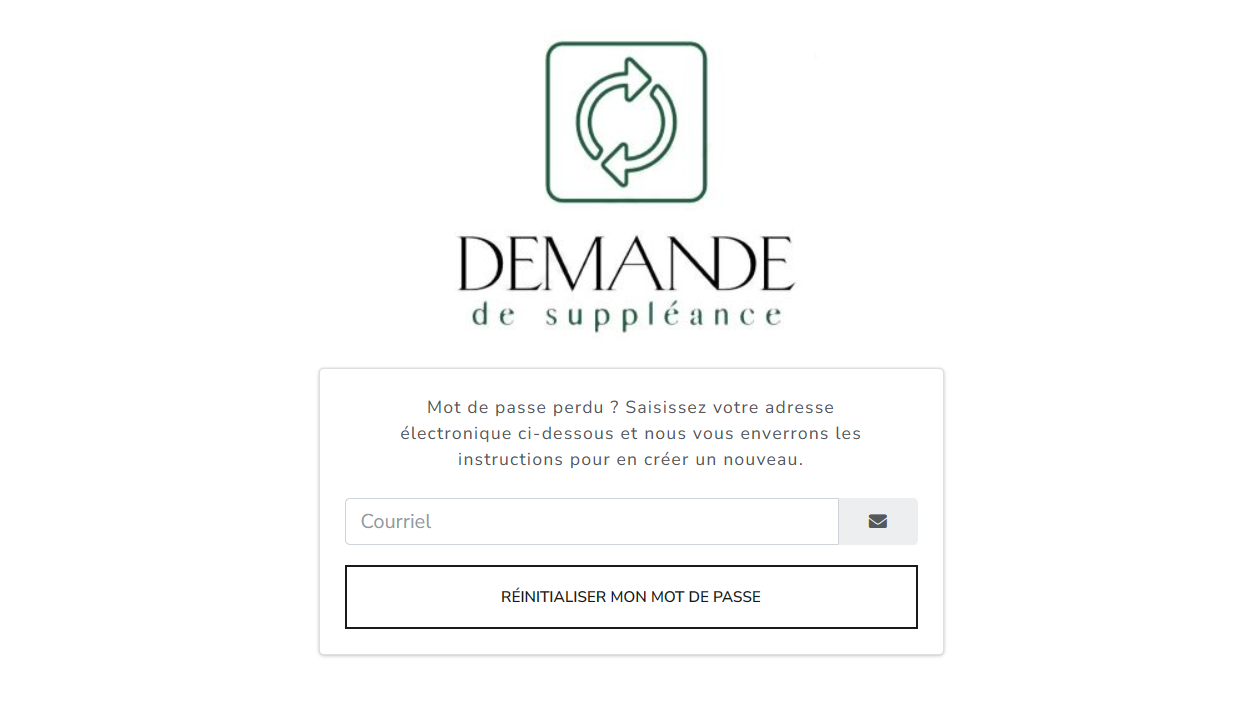 DEMANDE
de suppléance
Mot de passe perdu ? Saisissez votre adresse
électronique ci-dessous et nous vous enverrons les
instructions pour en créer un nouveau.
Courriel
RÉINITIALISER MON MOT DE PASSE